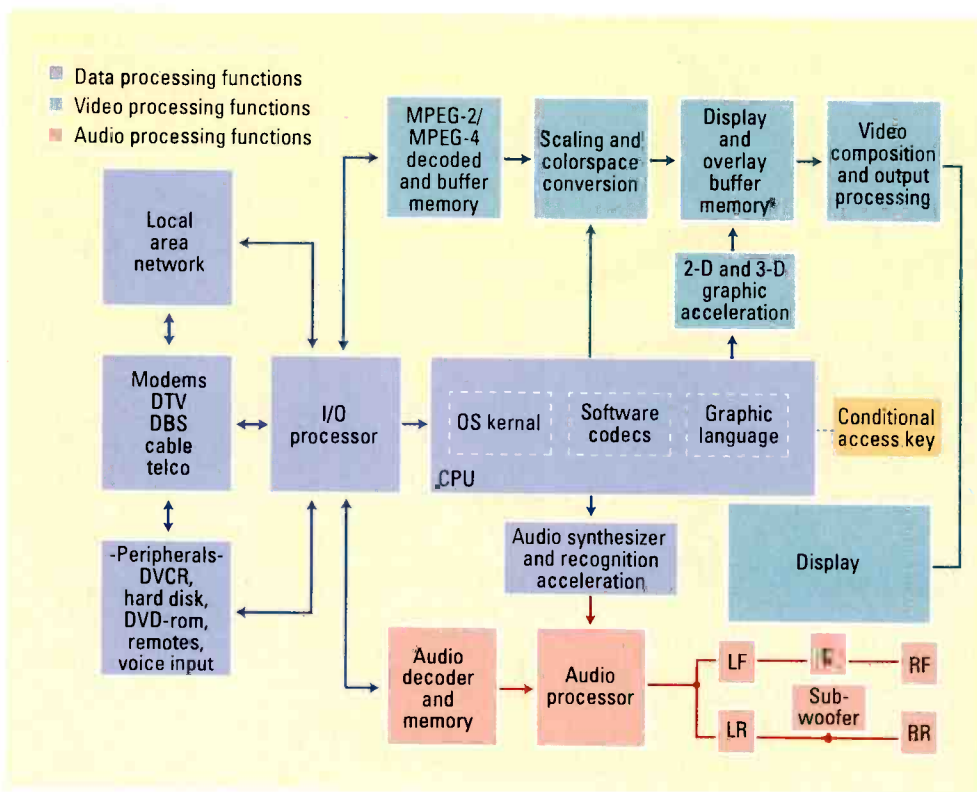 Data processing functions
Video processing functions
Audio processing functions
MPEG-2/
MPEG-4
decoded
and buffer
memory
Scaling and
colorspace
conversion
Display
and
overlay
buffer
memory*
Video
composition
and output
processing
Local
area
network
2-D and 3-D
graphic
acceleration
Modems
DTV
DBS
cable
telco
I/O
processor
OS kernal
Software
codecs
Graphic
language
CPU
Conditional
access key
-Peripherals-
DVCR,
hard disk,
DVD-rom,
remotes,
voice input
Audio synthesizer
and recognition
acceleration
Display
Audio
decoder
and
memory
Audio
processor
LF
RF
Sub-
woofer
LR
RR